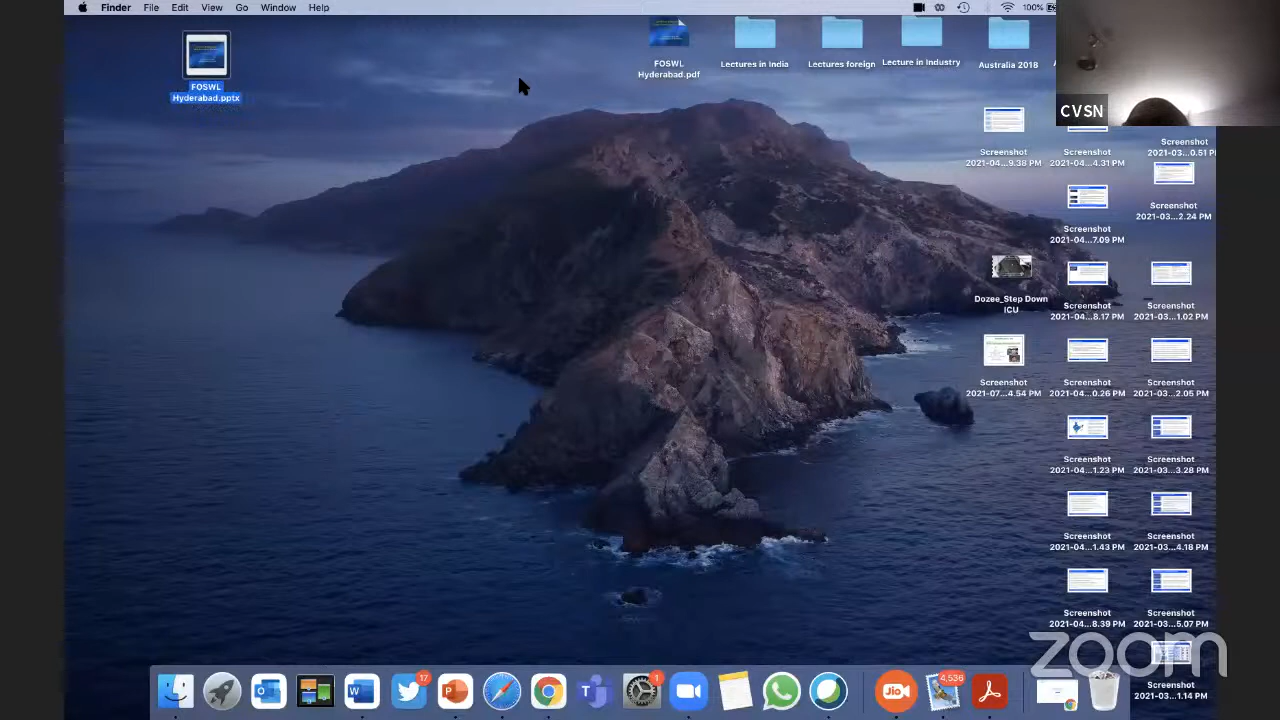 Finder File Edit View Go Window Help
100%
FOSWL
Hyderabad.pptx
FOSWL
Hyderabad.pdf
Lectures in India
Lectures foreign
Lecture in Industry
Australia 2018
CVSN
Screenshot
2021-04...9.38 PM
Screenshot
2021-04...4.31 PM
Screenshot
2021-03...0.51 P
Screenshot
2021-04...7.09 PM
Screenshot
2021-03...2.24 PM
Dozee_Step Down
ICU
Screenshot
2021-04...8.17 PM
Screenshot
2021-03...1.02 PM
Screenshot
2021-07...4.54 PM
Screenshot
2021-04...0.26 PM
Screenshot
2021-03...2.05 PM
Screenshot
2021-04...1.23 PM
Screenshot
2021-03...3.28 PM
Screenshot
2021-04...1.43 PM
Screenshot
2021-03...4.18 PM
Screenshot
2021-04...8.39 PM
Screenshot
2021-03...5.07 PM
zoom
Screenshot
2021-03...1.14 PM
17
1
Jio
4,536